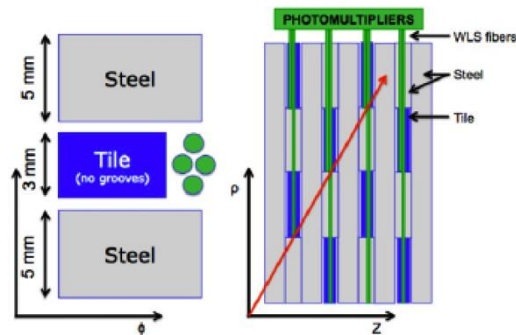 5 mm
Steel
3 mm
Tile
(no grooves)
5 mm
Steel
ϕ
PHOTOMULTIPLIERS
WLS fibers
Steel
Tile
ρ
Z